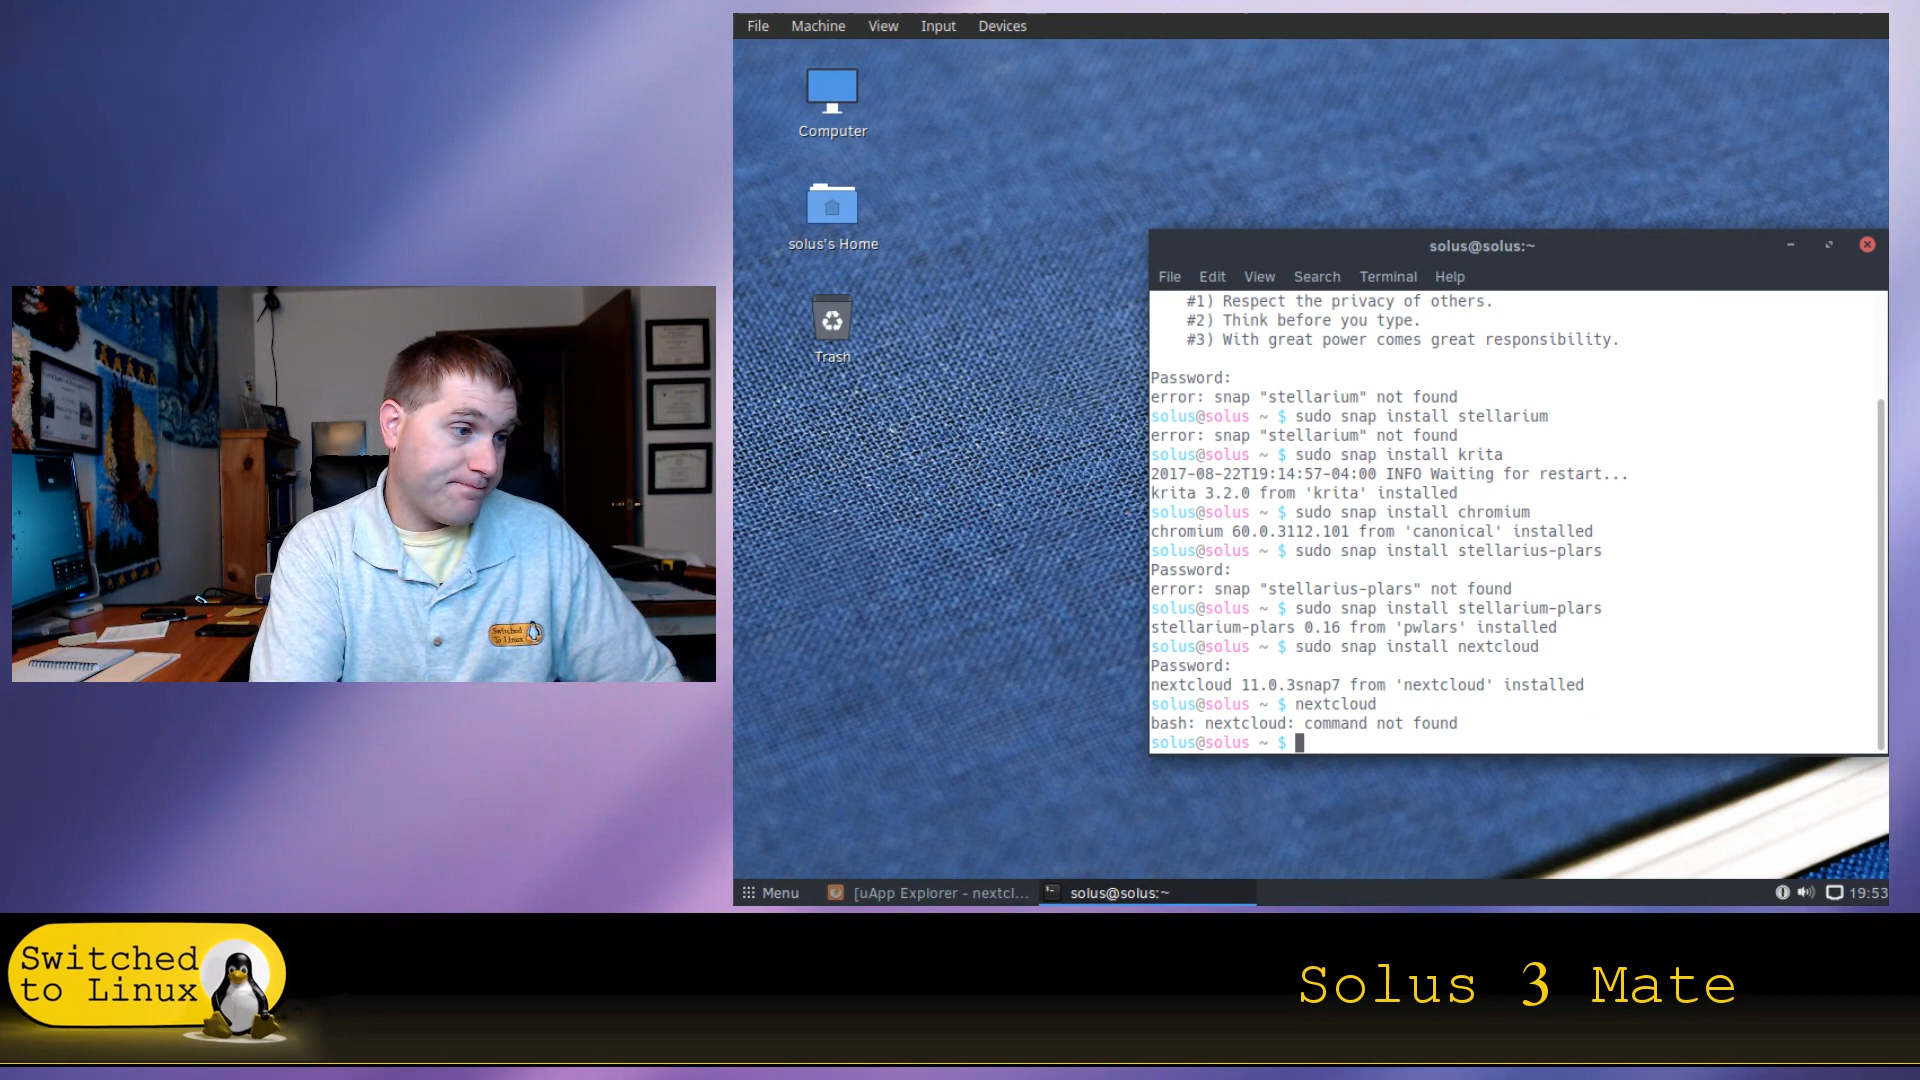 File Machine View Input Devices
Computer
solus's Home
Trash
solus@solus:~
File Edit View Search Terminal Help
#1) Respect the privacy of others.
#2) Think before you type.
#3) With great power comes great responsibility.
Password:
error: snap "stellarium" not found
solus@solus ~ $ sudo snap install stellarium
error: snap "stellarium" not found
solus@solus ~ $ sudo snap install krita
2017-08-22T19:14:57-04:00 INFO Waiting for restart...
krita 3.2.0 from 'krita' installed
solus@solus ~ $ sudo snap install chromium
chromium 60.0.3112.101 from 'canonical' installed
solus@solus ~ $ sudo snap install stellarius-plars
Password:
error: snap "stellarius-plars" not found
solus@solus ~ $ sudo snap install stellarium-plars
stellarium-plars 0.16 from 'pwlars' installed
solus@solus ~ $ sudo snap install nextcloud
Password:
nextcloud 11.0.3snap7 from 'nextcloud' installed
solus@solus ~ $ nextcloud
bash: nextcloud: command not found
solus@solus ~ $
Menu [uApp Explorer - nextcl... solus@solus:~ 19:53
Switched
To Linux
Switched
to Linux
Solus 3 Mate